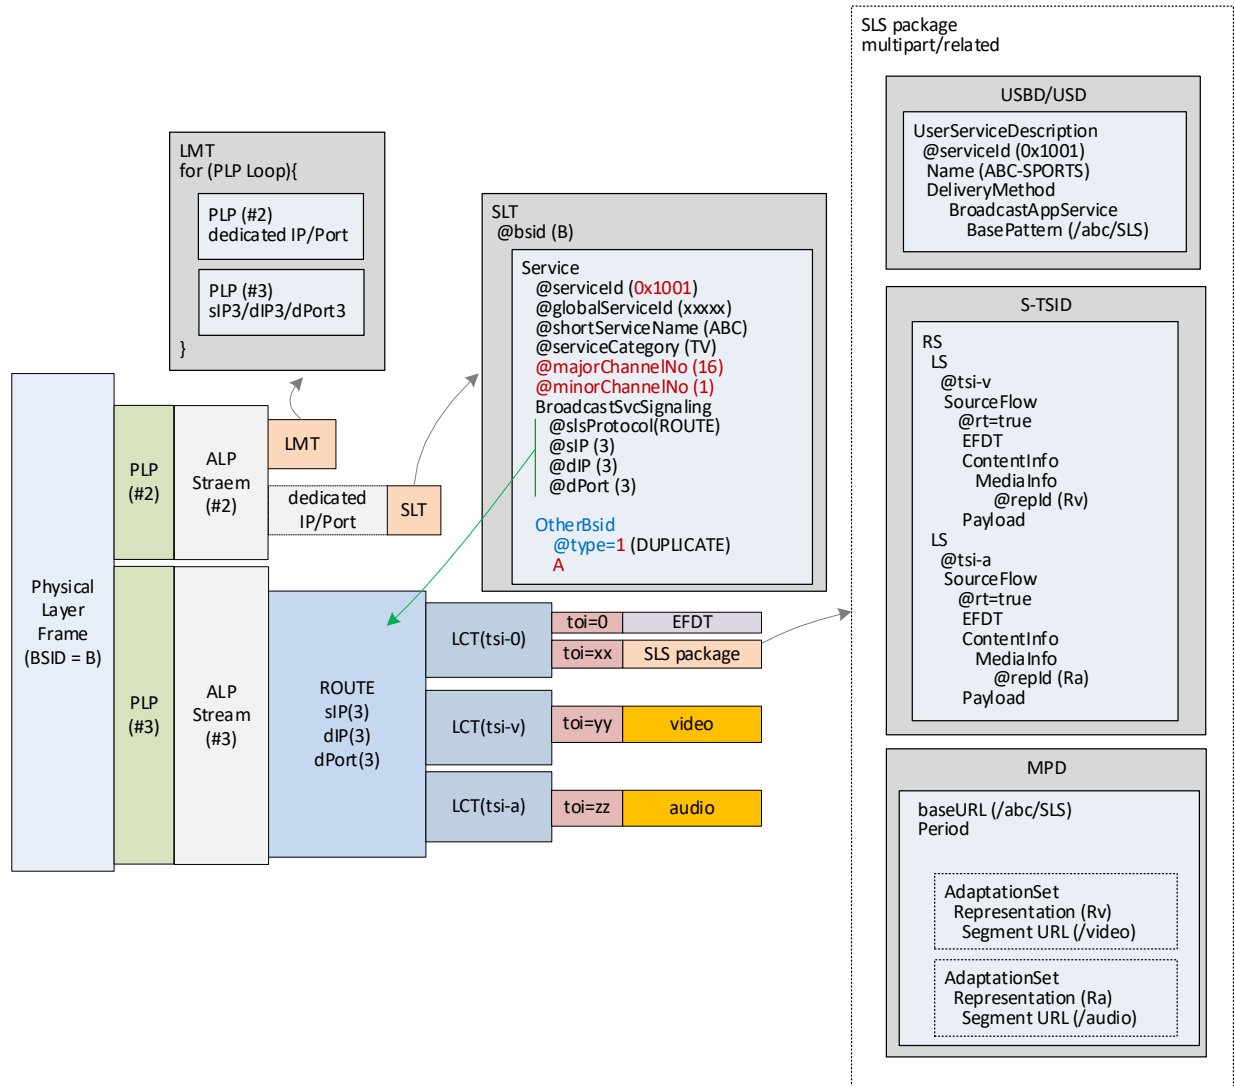 SLS package
multipart/related
USBD/USD
UserServiceDescription
@serviceId (0x1001)
Name (ABC-SPORTS)
DeliveryMethod
BroadcastAppService
BasePattern (/abc/SLS)
S-TSID
RS
LS
@tsi-v
SourceFlow
@rt=true
EFDT
ContentInfo
MediaInfo
@repId (Rv)
Payload
LS
@tsi-a
SourceFlow
@rt=true
EFDT
ContentInfo
MediaInfo
@repId (Ra)
Payload
MPD
baseURL (/abc/SLS)
Period
AdaptationSet
Representation (Rv)
Segment URL (/video)
AdaptationSet
Representation (Ra)
Segment URL (/audio)
LMT
for (PLP Loop){
PLP (#2)
dedicated IP/Port
PLP (#3)
sIP3/dIP3/dPort3
}
SLT
@bsid (B)
Service
@serviceId (0x1001)
@globalServiceId (xxxxx)
@shortServiceName (ABC)
@serviceCategory (TV)
@majorChannelNo (16)
@minorChannelNo (1)
BroadcastSvcSignaling
@slsProtocol(ROUTE)
@sIP (3)
@dIP (3)
@dPort (3)
OtherBsid
@type=1 (DUPLICATE)
A
Physical
Layer
Frame
(BSID = B)
PLP
(#2)
ALP
Straem
(#2)
LMT
dedicated
IP/Port
SLT
PLP
(#3)
ALP
Stream
(#3)
ROUTE
sIP(3)
dIP(3)
dPort(3)
LCT(tsi-0)
toi=0
EFDT
toi=xx
SLS package
LCT(tsi-v)
toi=yy
video
LCT(tsi-a)
toi=zz
audio